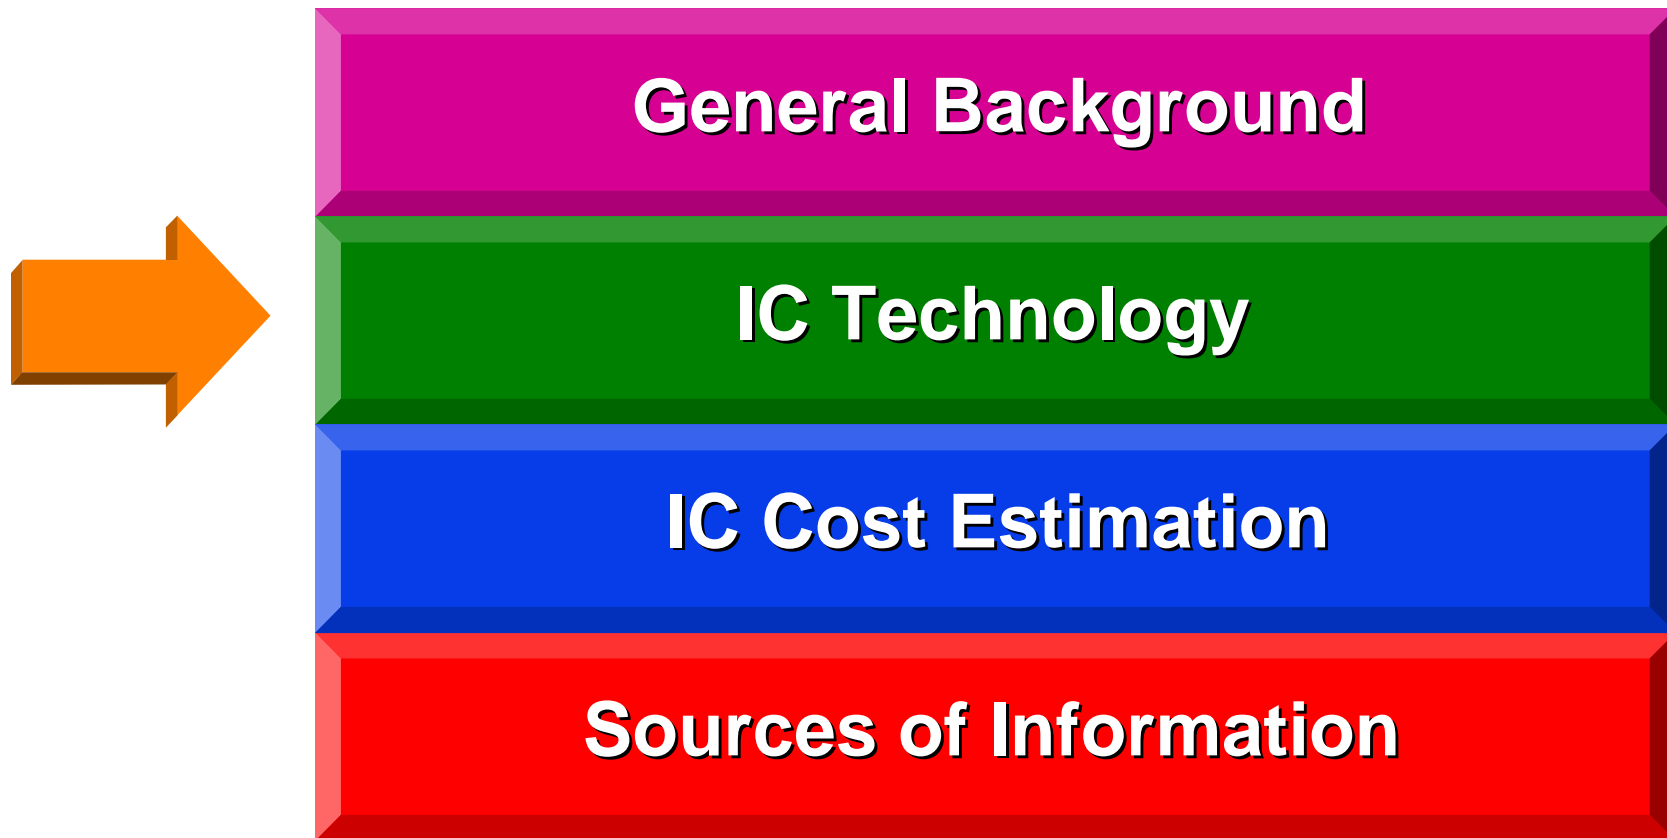 General Background
IC Technology
IC Cost Estimation
Sources of Information